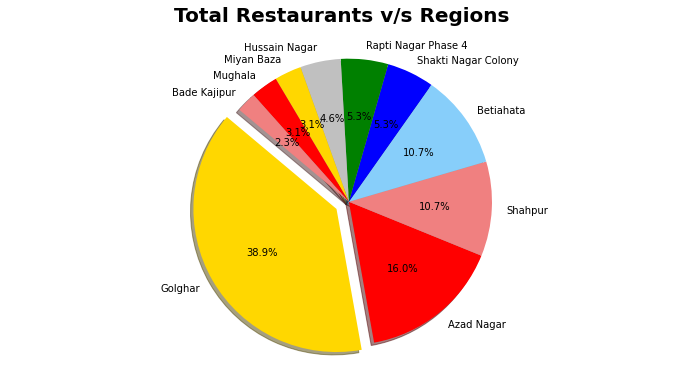 Total Restaurants v/s Regions
Hussain Nagar
Rapti Nagar Phase 4
Miyan Baza
Shakti Nagar Colony
Mughala
Bade Kajipur
Betiahata
3.1%
4.6%
5.3%
5.3%
3.1%
2.3%
10.7%
10.7%
Shahpur
38.9%
16.0%
Golghar
Azad Nagar